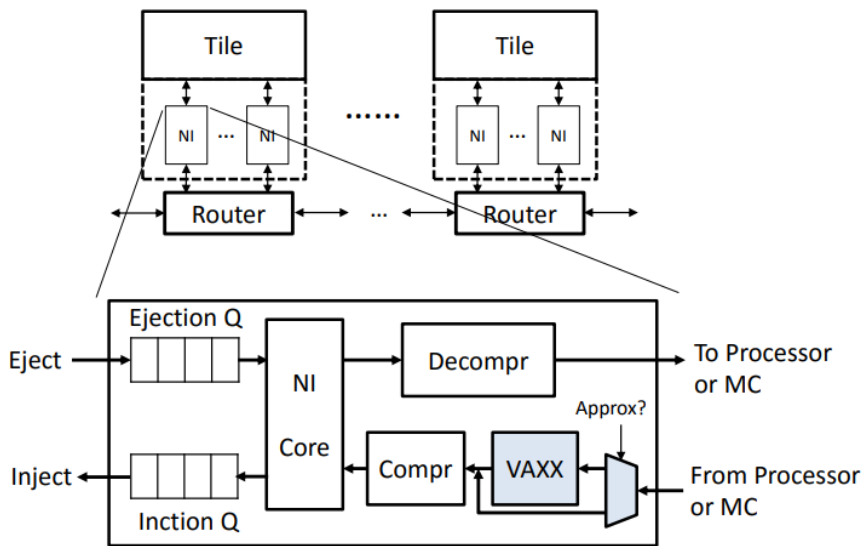 Tile
Tile
NI
...
NI
......
NI
...
NI
Router
...
Router
Ejection Q
Eject
NI
Core
Decompr
To Processor
or MC
Approx?
Inject
Compr
VAXX
From Processor
or MC
Inction Q